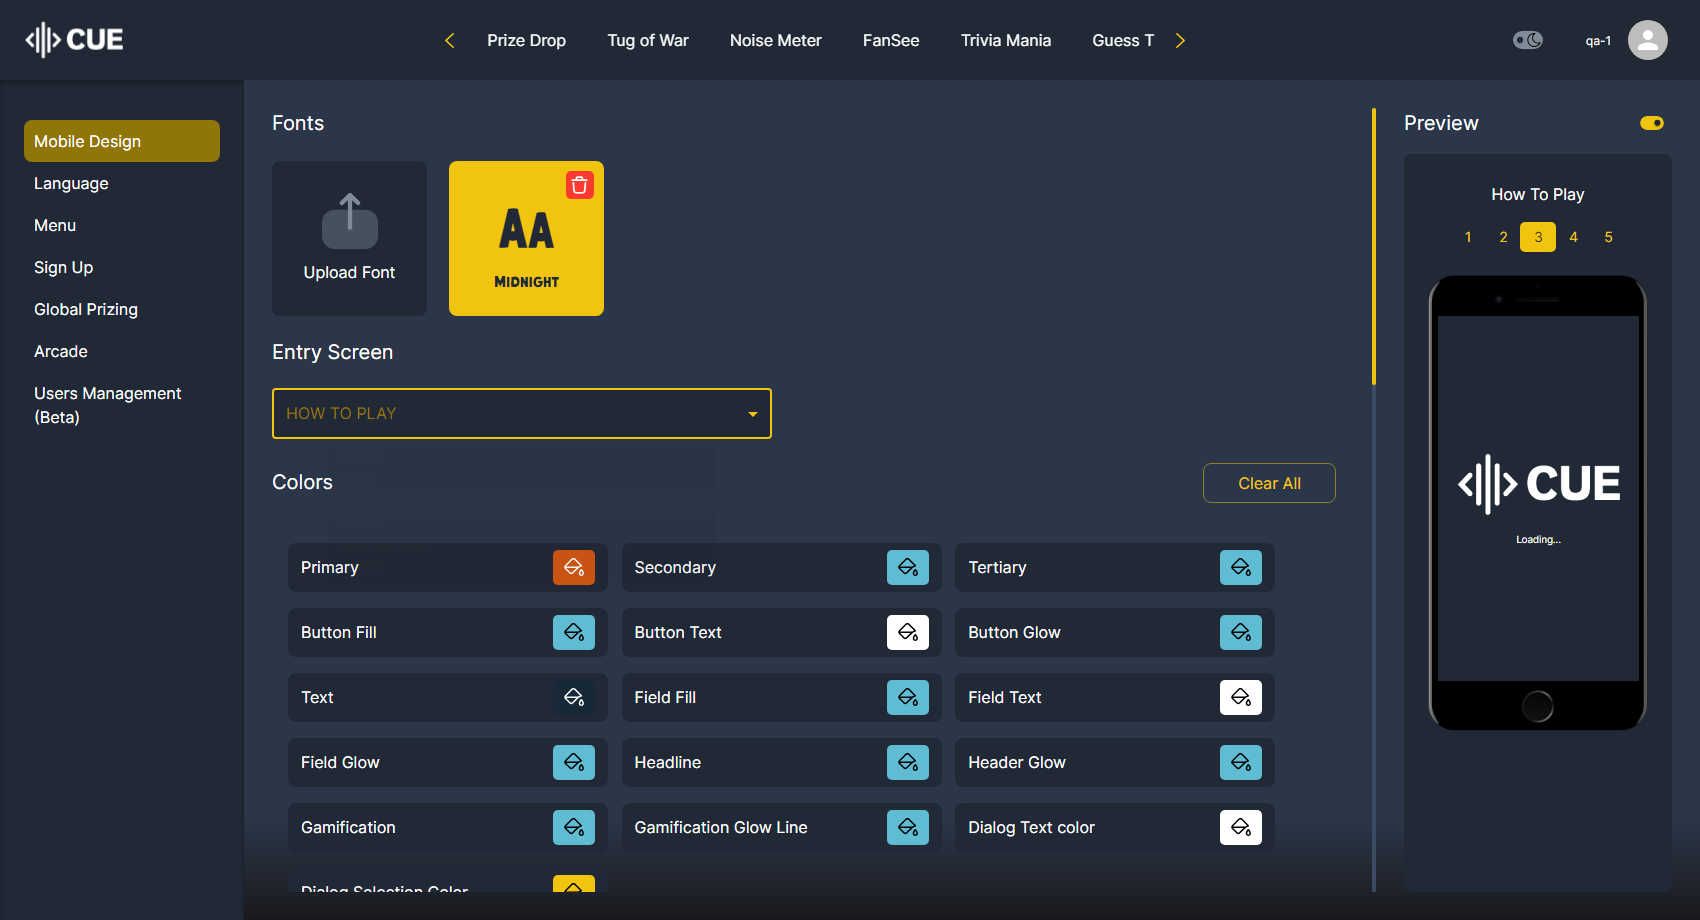 CUE
Prize Drop
Tug of War
Noise Meter
FanSee
Trivia Mania
Guess T
qa-1
Mobile Design
Language
Menu
Sign Up
Global Prizing
Arcade
Users Management
(Beta)
Fonts
Upload Font
AA
MIDNIGHT
Entry Screen
HOW TO PLAY
Colors
Clear All
Primary
Secondary
Tertiary
Button Fill
Button Text
Button Glow
Text
Field Fill
Field Text
Field Glow
Headline
Header Glow
Gamification
Gamification Glow Line
Dialog Text color
Dialog Selection Color
Preview
How To Play
1 2 3 4 5
CUE
Loading...